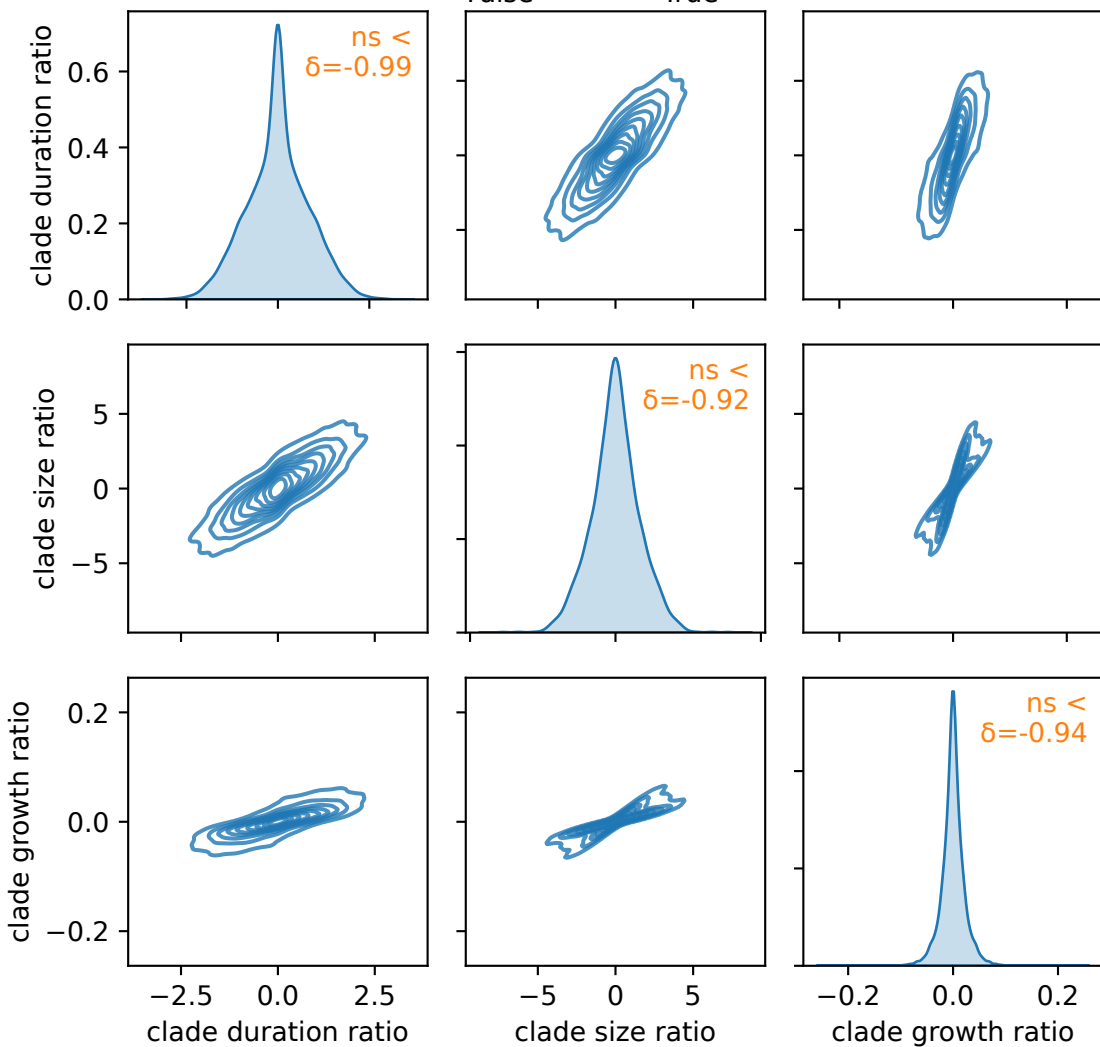 clade duration ratio
0.6
0.4
0.2
0.0
ns <
δ=-0.99
clade size ratio
5
0
−5
ns <
δ=-0.92
clade growth ratio
0.2
0.0
−0.2
ns <
δ=-0.94
−2.5 0.0 2.5
−5 0 5
−0.2 0.0 0.2
clade duration ratio
clade size ratio
clade growth ratio